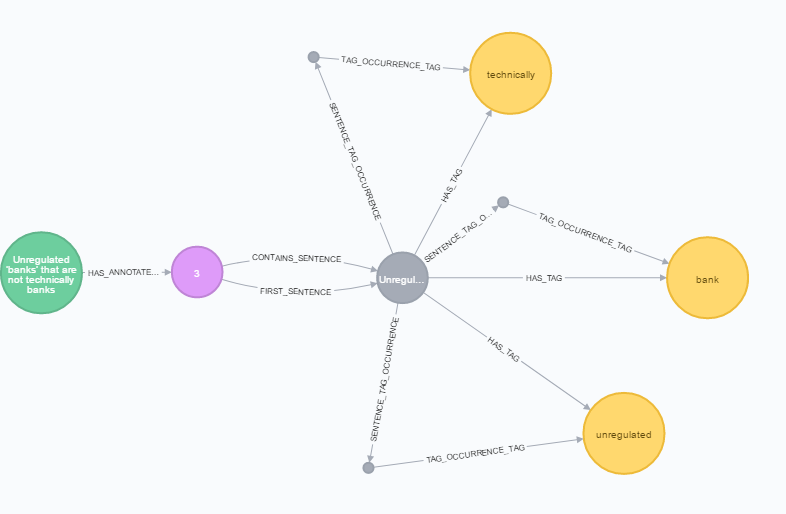 TAG_OCCURRENCE_TAG
technically
SENTENCE_TAG_OCCURRENCE
HAS_TAG
SENTENCE_TAG_O...
TAG_OCCURRENCE_TAG
Unregulated
'banks' that are
not technically
banks
HAS_ANNOTATE...
3
CONTAINS_SENTENCE
FIRST_SENTENCE
Unregul...
HAS_TAG
bank
HAS_TAG
SENTENCE_TAG_OCCURRENCE
TAG_OCCURRENCE_TAG
unregulated